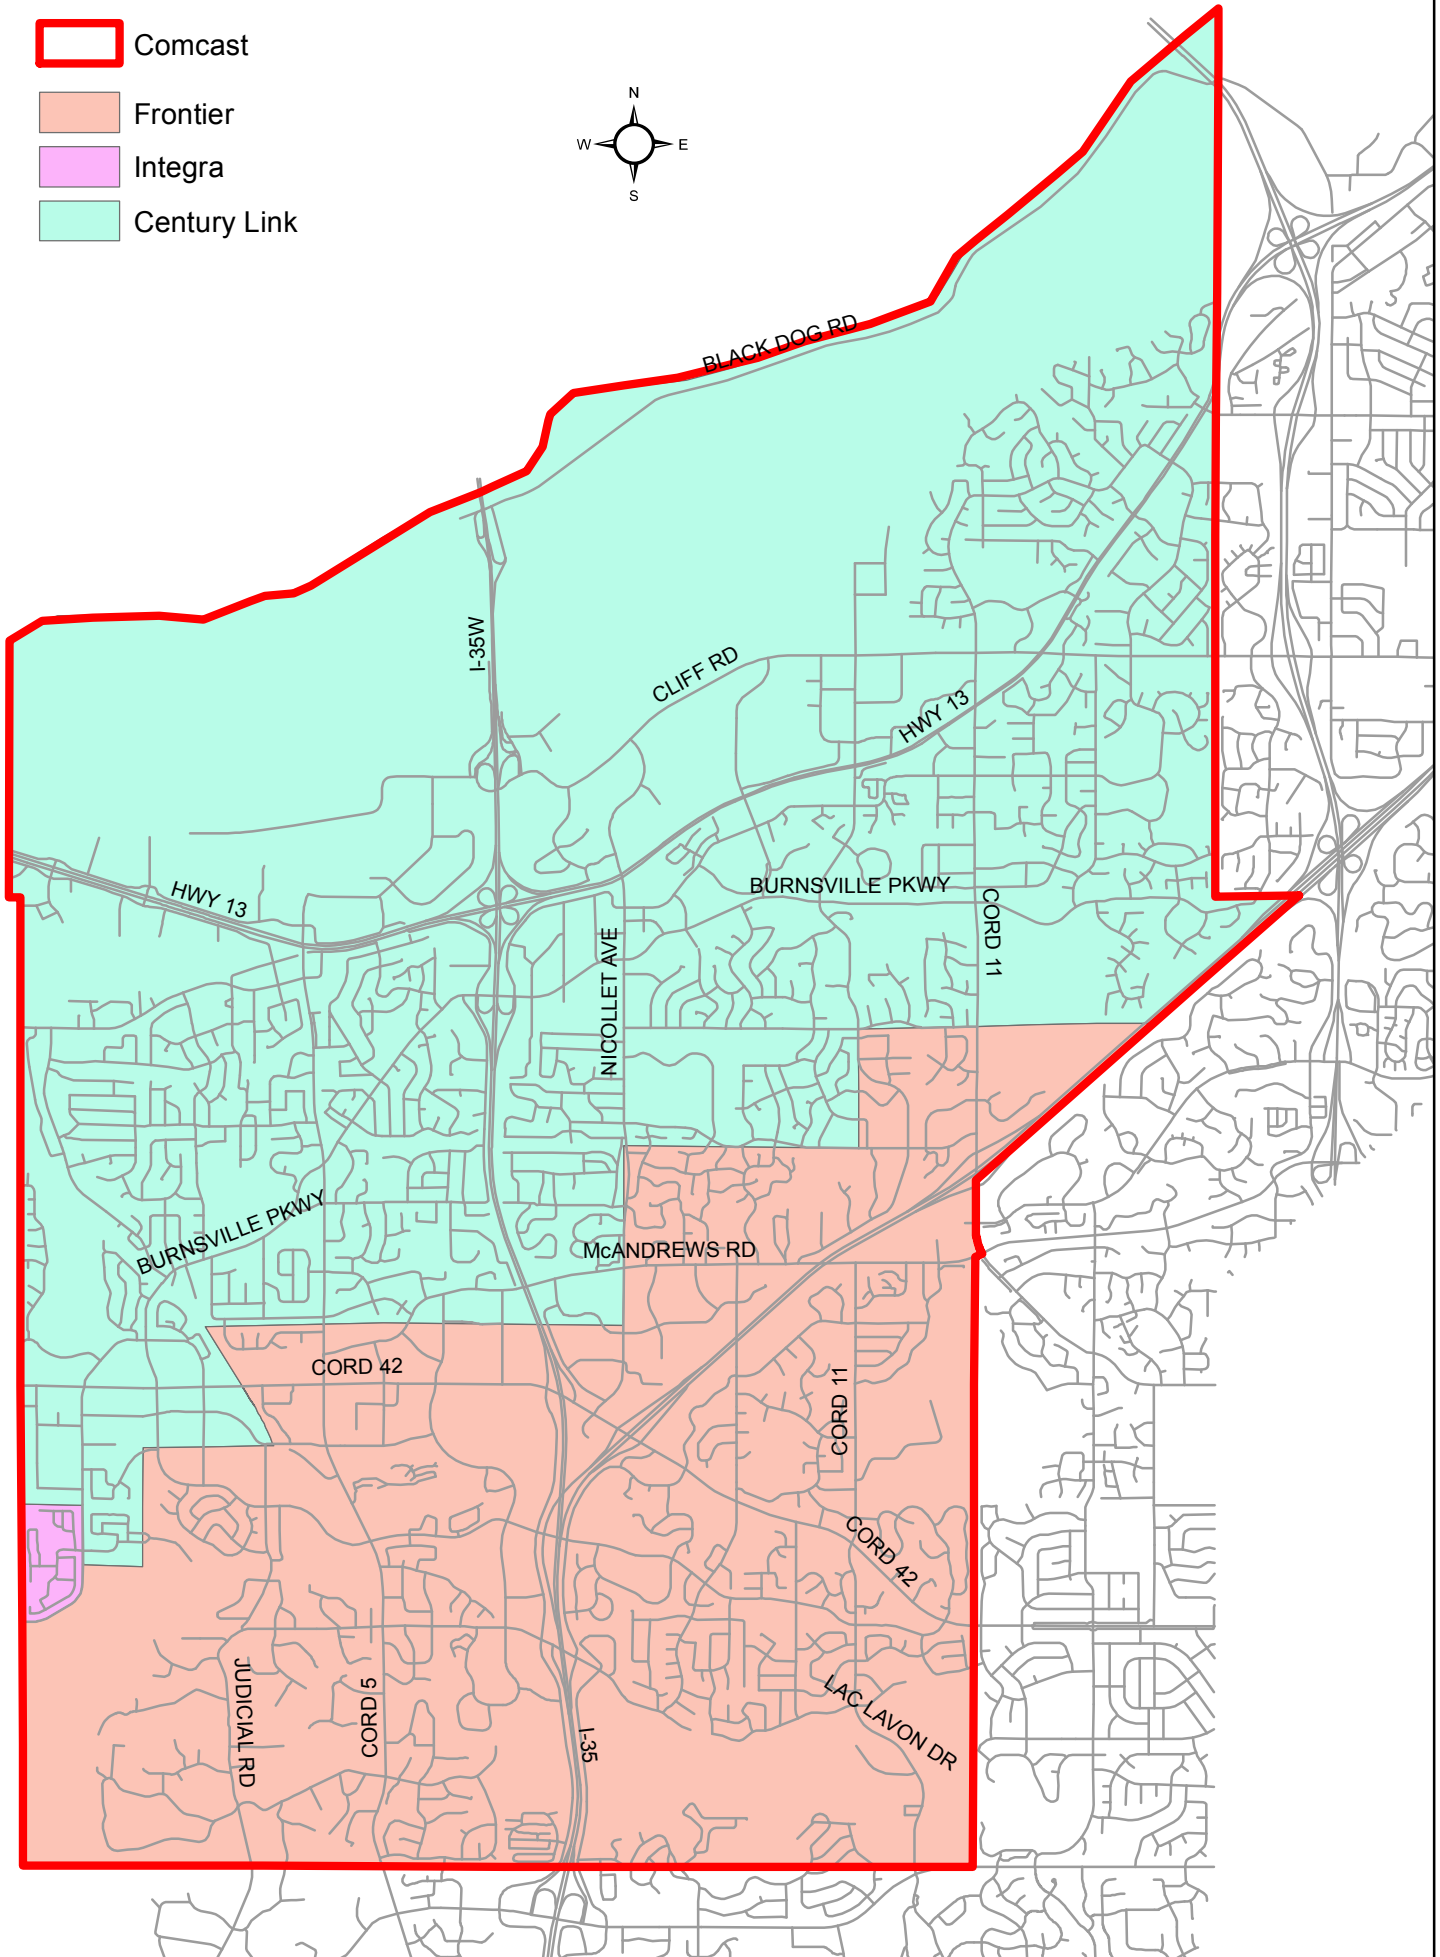 Comcast
Frontier
Integra
Century Link
N
W
E
S
BLACK DOG RD
I-35W
CLIFF RD
HWY 13
HWY 13
BURNSVILLE PKWY
CORD 11
NICOLLET AVE
BURNSVILLE PKWY
McANDREWS RD
CORD 42
CORD 11
CORD 42
JUDICIAL RD
CORD 5
I-35
LAC LAVON DR